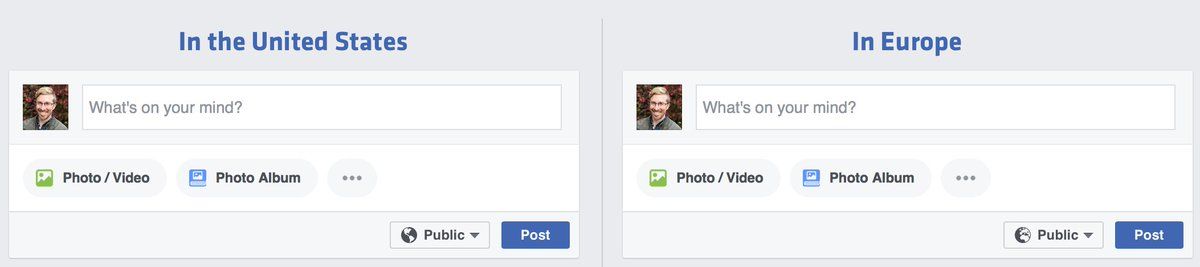 In the United States
What's on your mind?
Photo / Video
Photo Album
Public
Post
In Europe
What's on your mind?
Photo / Video
Photo Album
Public
Post